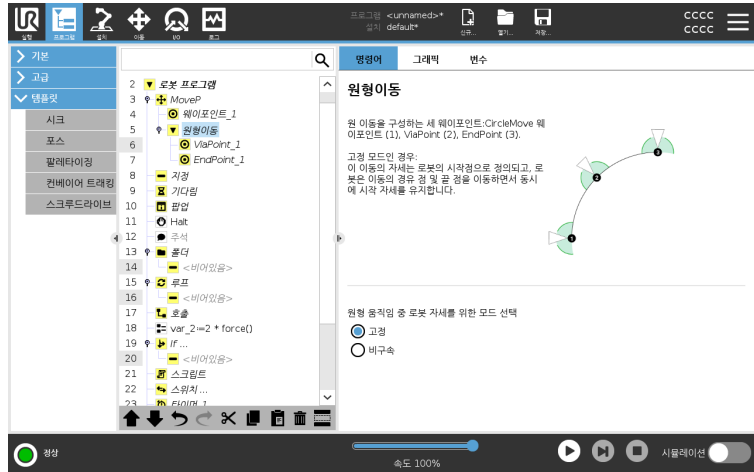 UR
실행
프로그램
설치
이동
I/O
로그
프로그램 <unnamed>*
설치 default*
신규...
열기...
저장...
cccc
cccc
기본
고급
템플릿
시크
포스
팔레타이징
컨베이어 트래킹
스크루드라이브
2 로봇 프로그램
3 MoveP
4 웨이포인트_1
5 원형이동
6 ViaPoint_1
7 EndPoint_1
8 지정
9 기다림
10 팝업
11 Halt
12 주석
13 폴더
14 <비어있음>
15 루프
16 <비어있음>
17 호출
18 var_2≔2 * force()
19 If ...
20 <비어있음>
21 스크립트
22 스위치 ...
23 타이머_1
명령어 그래픽 변수
원형이동
원 이동을 구성하는 세 웨이포인트:CircleMove 웨
이포인트 (1), ViaPoint (2), EndPoint (3).
고정 모드인 경우:
이 이동의 자세는 로봇의 시작점으로 정의되고, 로
봇은 이동의 경유 점 및 끝 점을 이동하면서 동시
에 시작 자세를 유지합니다.
3
2
1
원형 움직임 중 로봇 자세를 위한 모드 선택
고정
비구속
정상
속도 100%
시뮬레이션